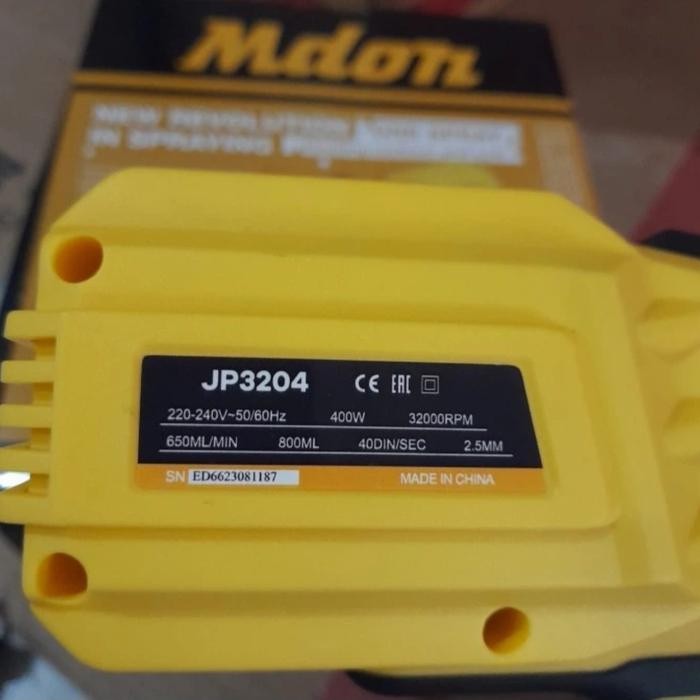 Mdon
NEW REVOLUTION
IN SPRAYING
JP3204 CE EAC
220-240V~50/60Hz 400W 32000RPM
650ML/MIN 800ML 40DIN/SEC 2.5MM
SN ED6623081187 MADE IN CHINA